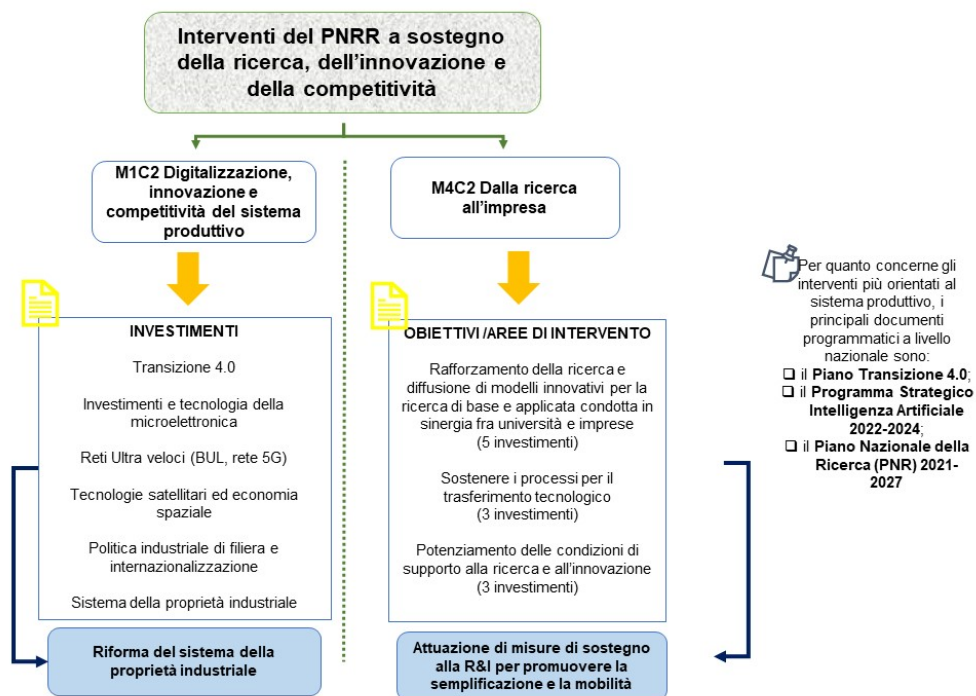 Interventi del PNRR a sostegno
della ricerca, dell'innovazione e
della competitività
M1C2 Digitalizzazione,
innovazione e
competitività del sistema
produttivo
M4C2 Dalla ricerca
all'impresa
INVESTIMENTI
Transizione 4.0
Investimenti e tecnologia della
microelettronica
Reti Ultra veloci (BUL, rete 5G)
Tecnologie satellitari ed economia
spaziale
Politica industriale di filiera e
internazionalizzazione
Sistema della proprietà industriale
Riforma del sistema della
proprietà industriale
OBIETTIVI /AREE DI INTERVENTO
Rafforzamento della ricerca e
diffusione di modelli innovativi per la
ricerca di base e applicata condotta in
sinergia fra università e imprese
(5 investimenti)
Sostenere i processi per il
trasferimento tecnologico
(3 investimenti)
Potenziamento delle condizioni di
supporto alla ricerca e all'innovazione
(3 investimenti)
Attuazione di misure di sostegno
alla R&I per promuovere la
semplificazione e la mobilità
Per quanto concerne gli
interventi più orientati al
sistema produttivo, i
principali documenti
programmatici a livello
nazionale sono:
❑ il Piano Transizione 4.0;
❑ il Programma Strategico
Intelligenza Artificiale
2022-2024;
❑ il Piano Nazionale della
Ricerca (PNR) 2021-
2027